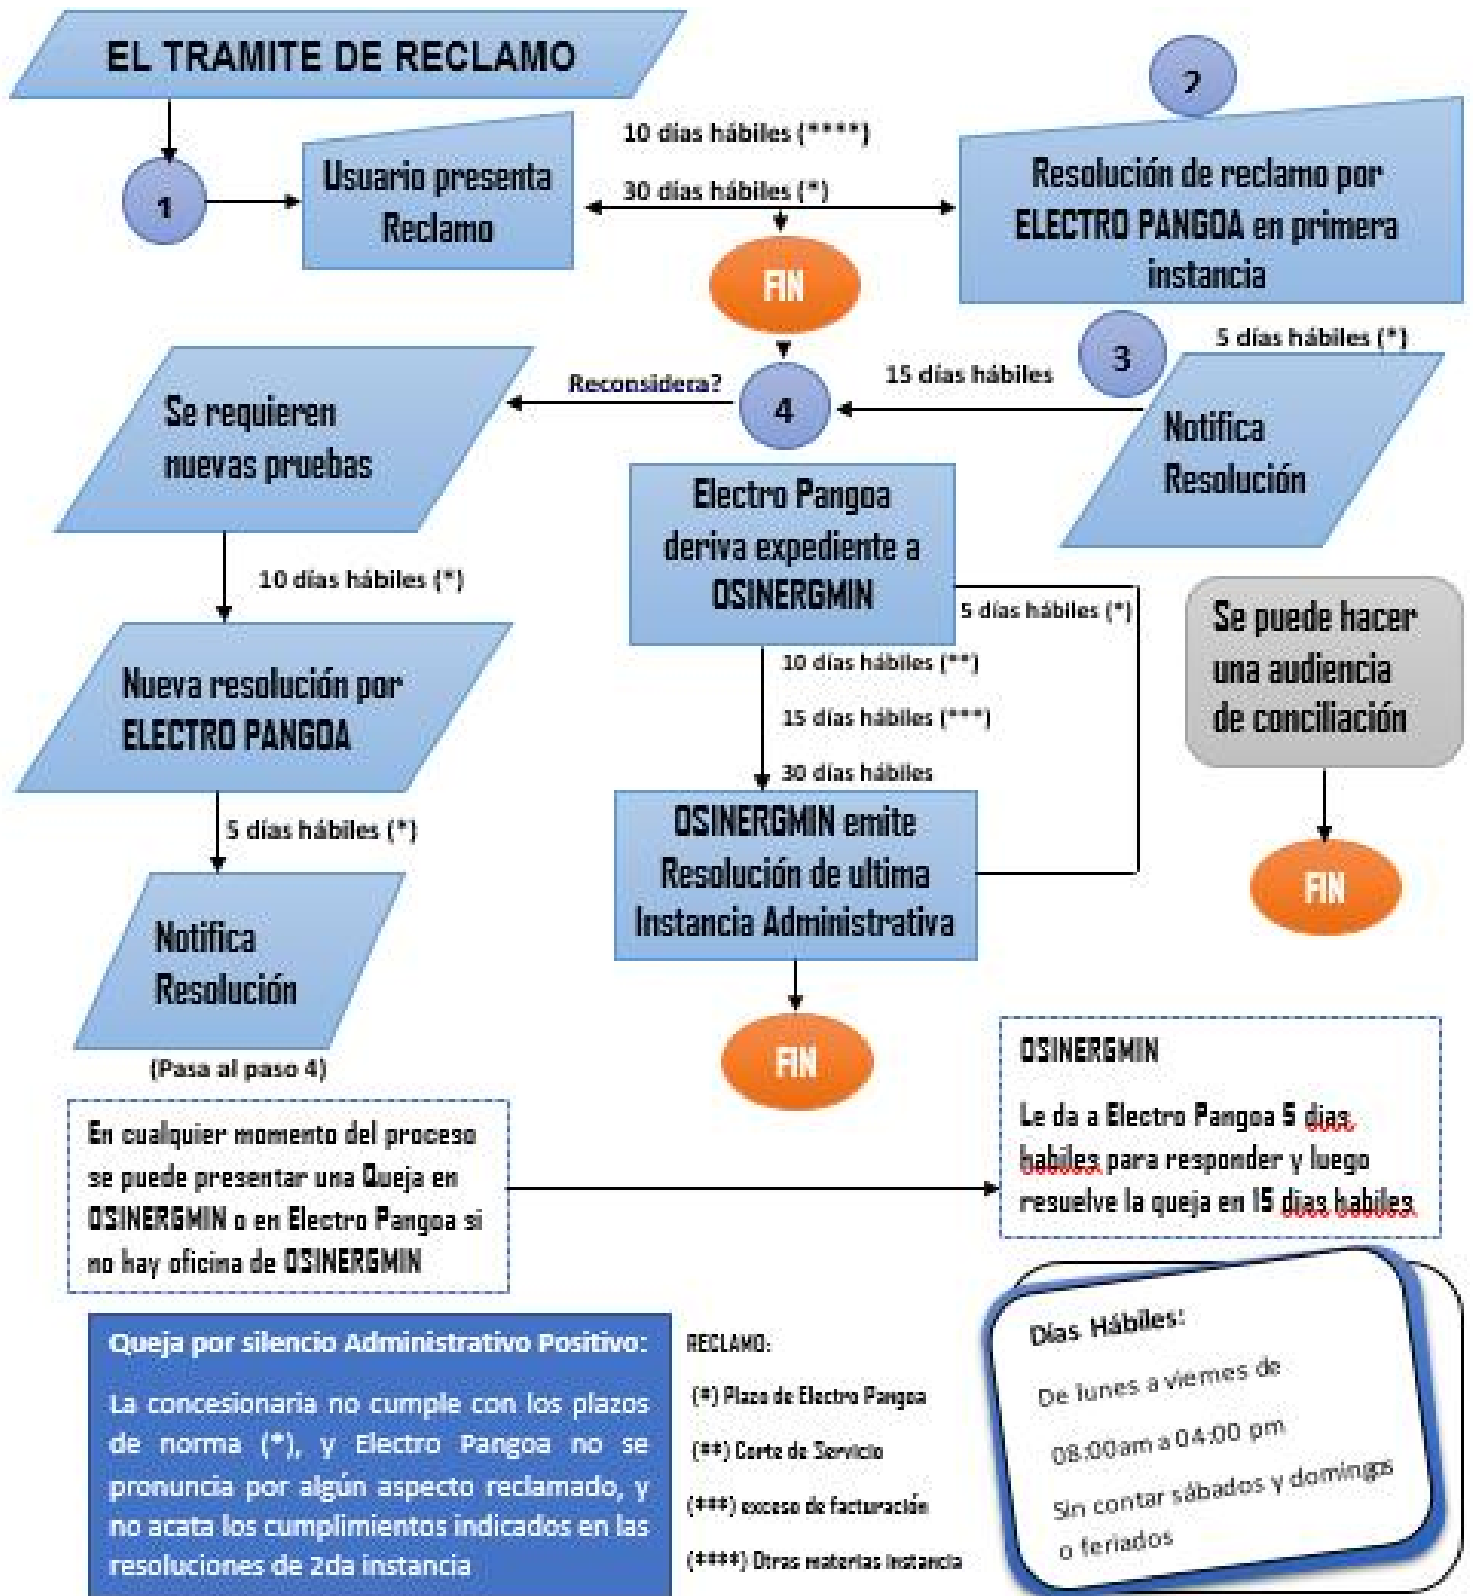 EL TRAMITE DE RECLAMO
1
Usuario presenta
Reclamo
10 días hábiles (****)
30 días hábiles (*)
FIN
2
Resolución de reclamo por
ELECTRO PANGOA en primera
instancia
3
5 días hábiles (*)
Notifica
Resolución
15 días hábiles
4
Reconsidera?
Se requieren
nuevas pruebas
10 días hábiles (*)
Nueva resolución por
ELECTRO PANGOA
5 días hábiles (*)
Notifica
Resolución
(Pasa al paso 4)
Electro Pangoa
deriva expediente a
OSINERGMIN
5 días hábiles (*)
10 días hábiles (**)
15 días hábiles (***)
30 días hábiles
OSINERGMIN emite
Resolución de ultima
Instancia Administrativa
FIN
Se puede hacer
una audiencia
de conciliación
FIN
En cualquier momento del proceso
se puede presentar una Queja en
OSINERGMIN o en Electro Pangoa si
no hay oficina de OSINERGMIN
OSINERGMIN
Le da a Electro Pangoa 5 dias
habiles para responder y luego
resuelve la queja en 15 dias habiles
Queja por silencio Administrativo Positivo:
La concesionaria no cumple con los plazos
de norma (*), y Electro Pangoa no se
pronuncia por algún aspecto reclamado, y
no acata los cumplimientos indicados en las
resoluciones de 2da instancia
RECLAMO:
(*) Plazo de Electro Pangoa
(**) Corte de Servicio
(***) exceso de facturación
(****) Otras materias instancia
Días Hábiles:
De lunes a viernes de
08:00am a 04:00 pm
Sin contar sábados y domingos
o feriados